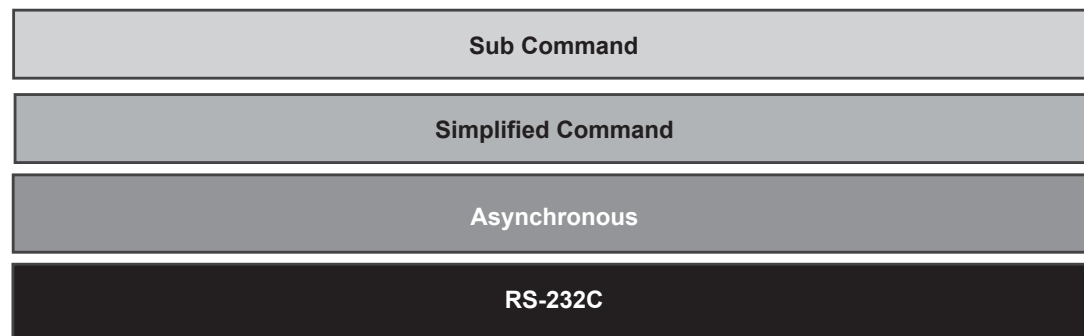 Sub Command
Simplified Command
Asynchronous
RS-232C